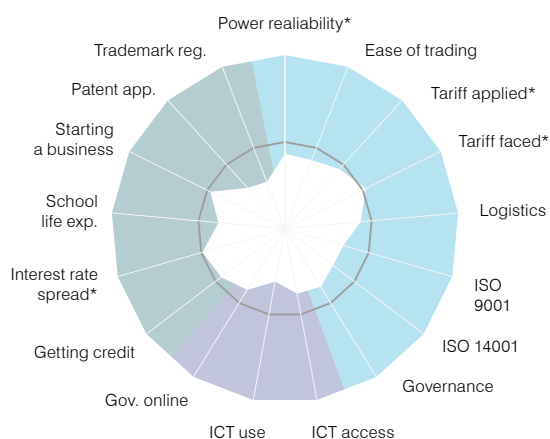 Power realiability*
Ease of trading
Tariff applied*
Tariff faced*
Logistics
ISO
9001
ISO 14001
Governance
ICT access
ICT use
Gov. online
Getting credit
Interest rate
spread*
School
life exp.
Starting
a business
Patent app.
Trademark reg.